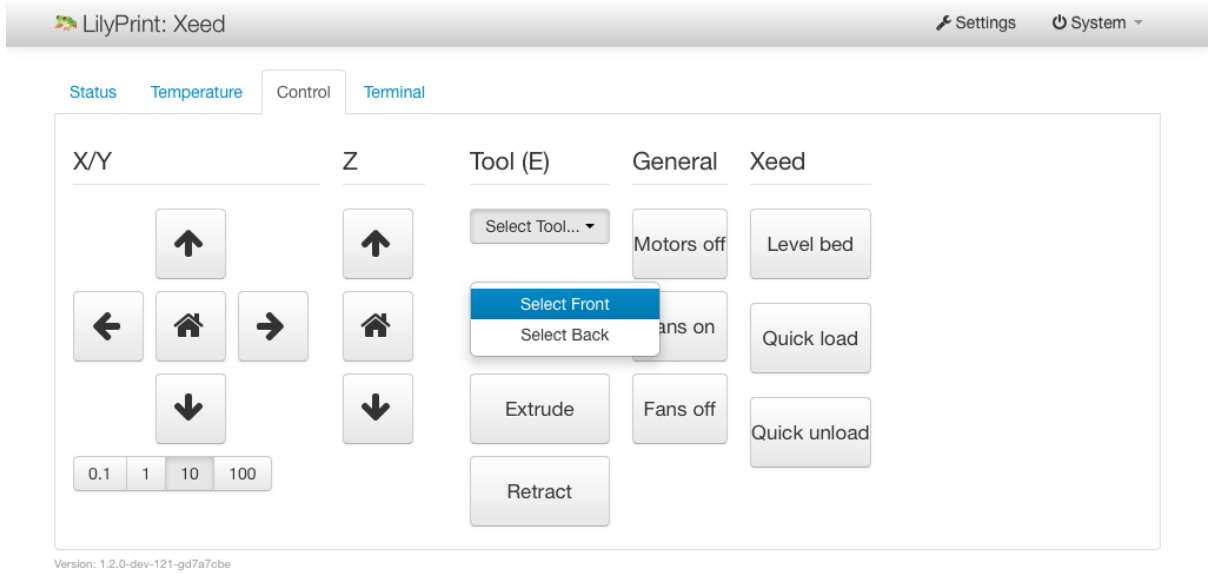 LilyPrint: Xeed
Settings
System
Status
Temperature
Control
Terminal
X/Y
Z
Tool (E)
General
Xeed
Select Tool...
Motors off
Level bed
Select Front
Select Back
ans on
Quick load
Extrude
Fans off
Quick unload
0.1
1
10
100
Retract
Version: 1.2.0-dev-121-gd7a7cbe